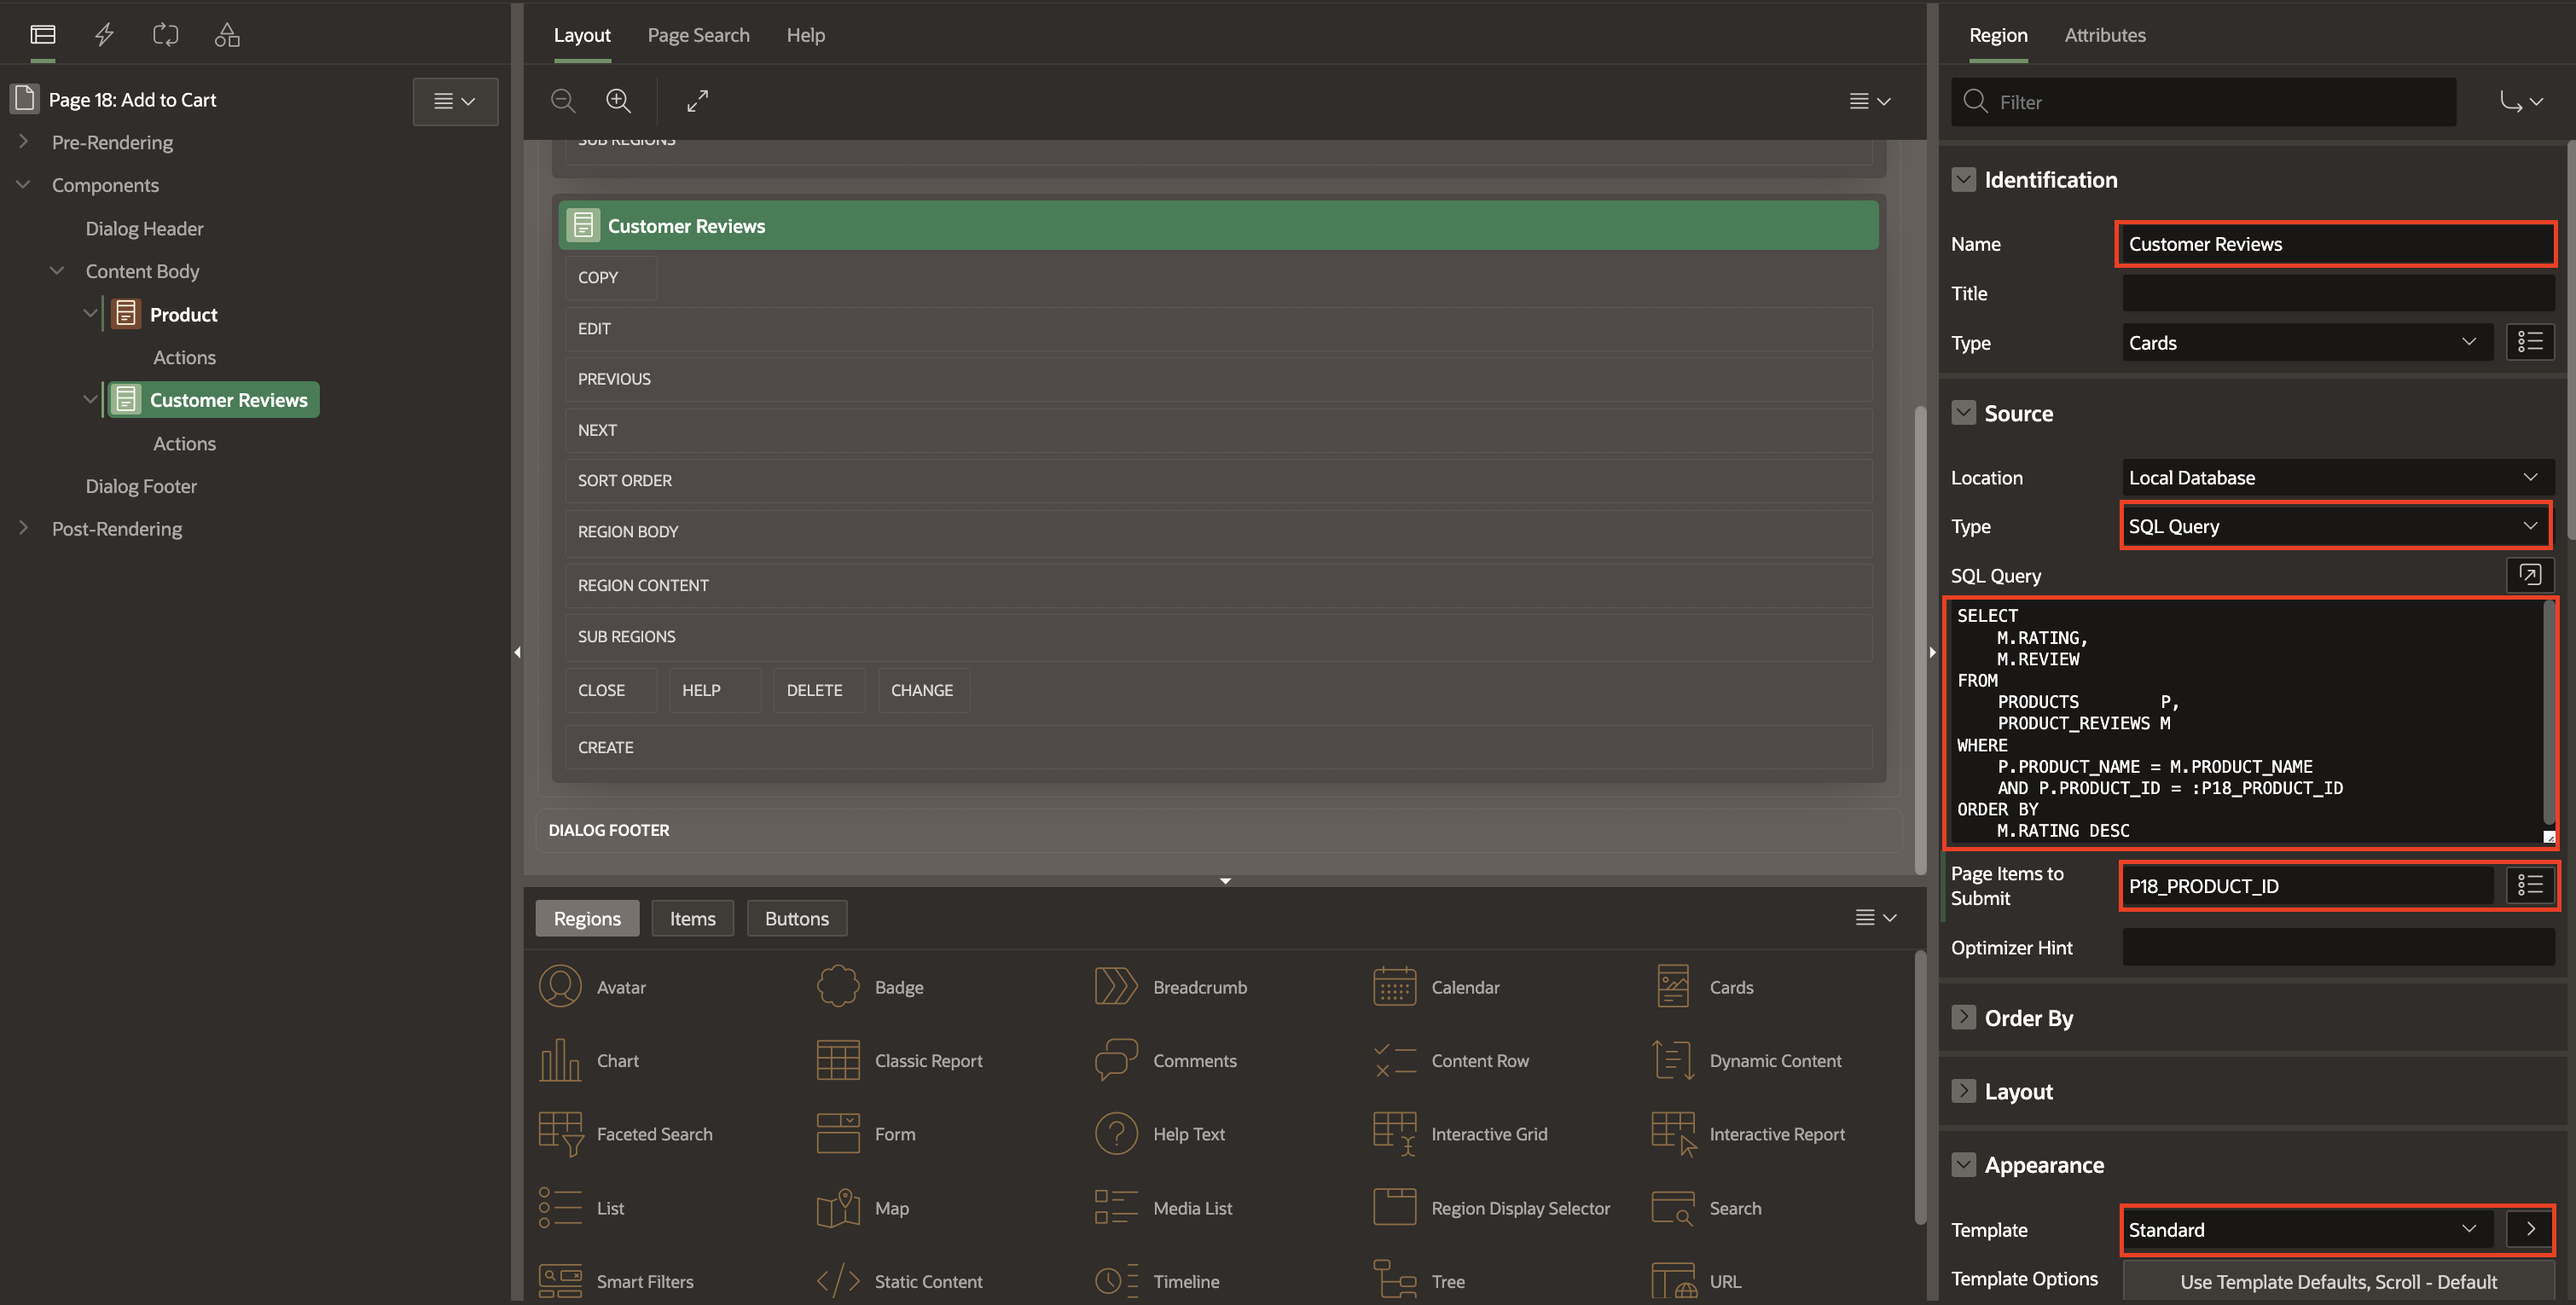 Page 18: Add to Cart
Pre-Rendering
Components
Dialog Header
Content Body
Product
Actions
Customer Reviews
Actions
Dialog Footer
Post-Rendering
Layout
Page Search
Help
SUB REGIONS
Customer Reviews
COPY
EDIT
PREVIOUS
NEXT
SORT ORDER
REGION BODY
REGION CONTENT
SUB REGIONS
CLOSE
HELP
DELETE
CHANGE
CREATE
DIALOG FOOTER
Regions
Items
Buttons
Avatar
Badge
Breadcrumb
Calendar
Cards
Chart
Classic Report
Comments
Content Row
Dynamic Content
Faceted Search
Form
Help Text
Interactive Grid
Interactive Report
List
Map
Media List
Region Display Selector
Search
Smart Filters
Static Content
Timeline
Tree
URL
Region
Attributes
Filter
Identification
Name
Customer Reviews
Title
Type
Cards
Source
Location
Local Database
Type
SQL Query
SQL Query
SELECT
M.RATING,
M.REVIEW
FROM
PRODUCTS P,
PRODUCT_REVIEWS M
WHERE
P.PRODUCT_NAME = M.PRODUCT_NAME
AND P.PRODUCT_ID = :P18_PRODUCT_ID
ORDER BY
M.RATING DESC
Page Items to
Submit
P18_PRODUCT_ID
Optimizer Hint
Order By
Layout
Appearance
Template
Standard
Template Options
Use Template Defaults, Scroll - Default